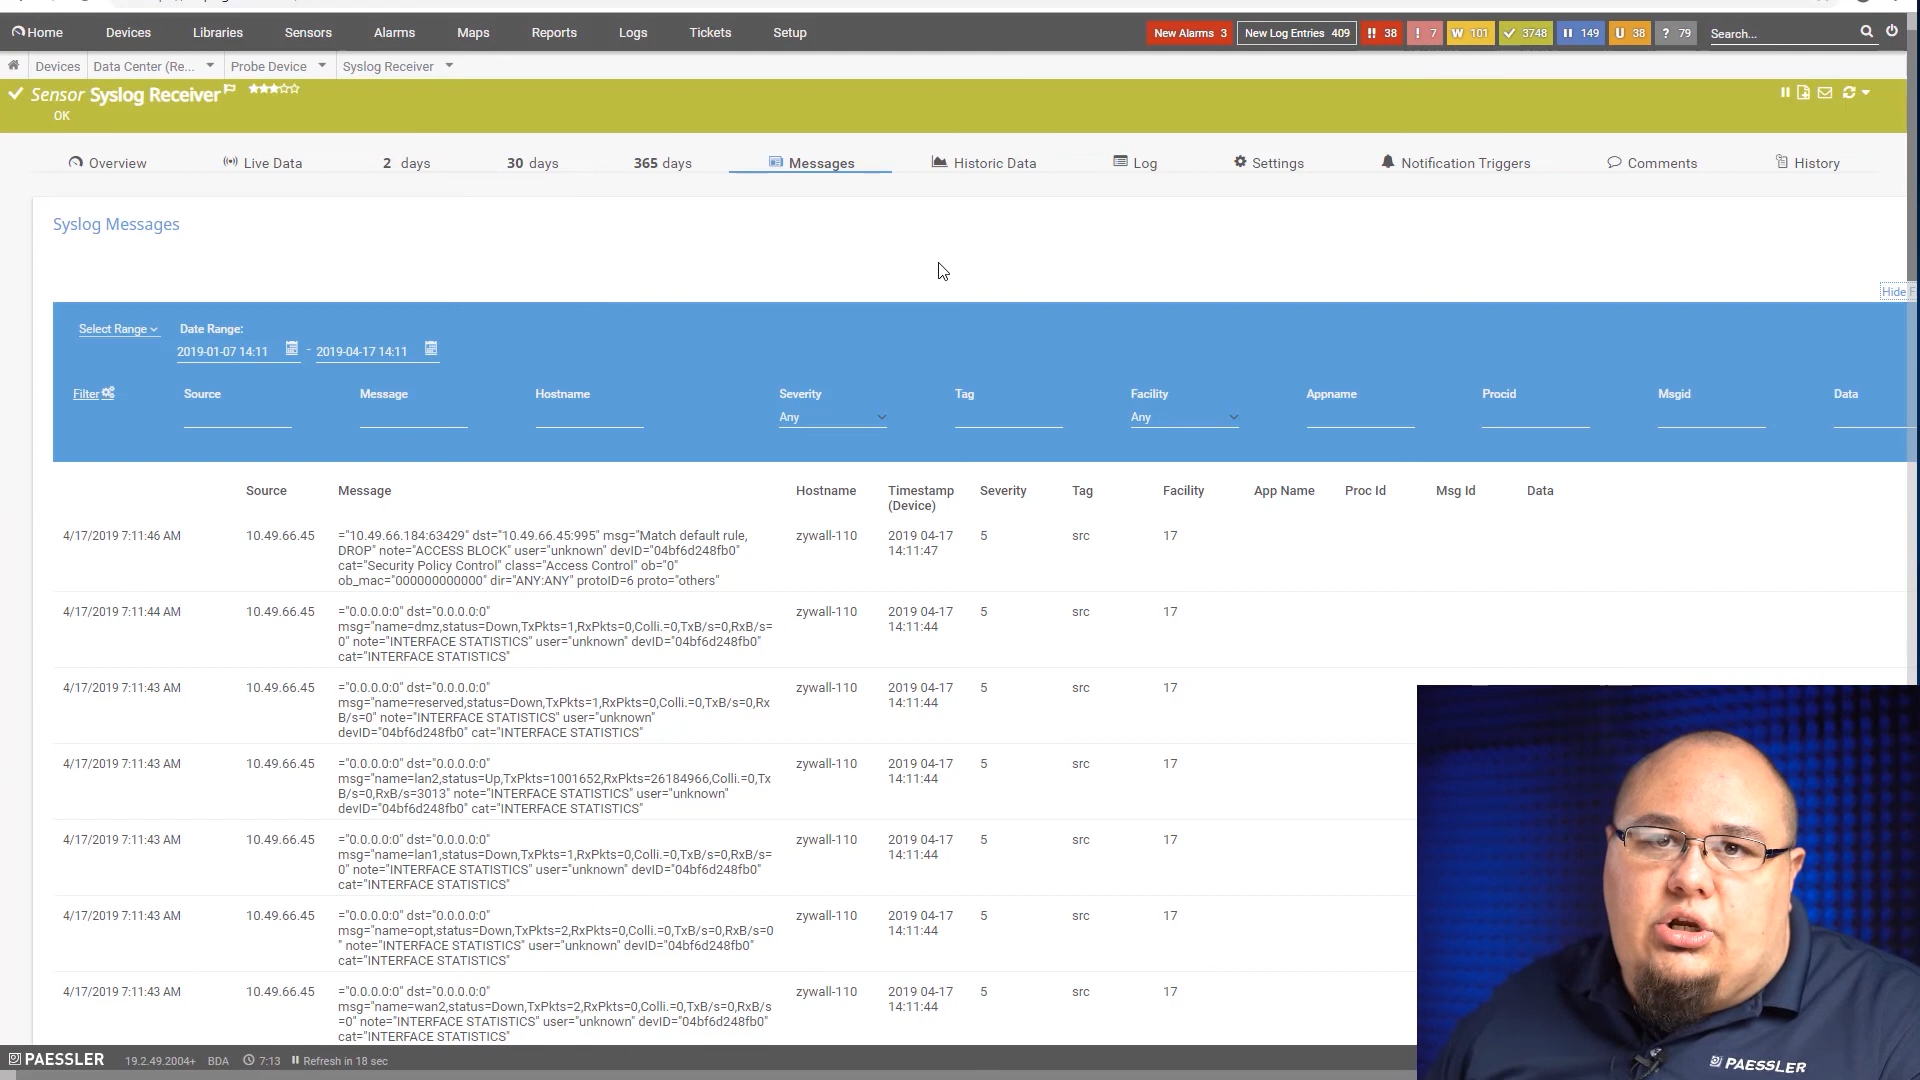 Home Devices Libraries Sensors Alarms Maps Reports Logs Tickets Setup New Alarms 3 New Log Entries 409 !! 38 ! 7 W 101 3748 149 U 38 ? 79 Search...
Devices Data Center (Re... Probe Device Syslog Receiver
Sensor Syslog Receiver
OK
Overview Live Data 2 days 30 days 365 days Messages Historic Data Log Settings Notification Triggers Comments History
Syslog Messages
Hide F
Select Range Date Range:
2019-01-07 14:11 - 2019-04-17 14:11
Filter Source Message Hostname Severity Tag Facility Appname Procid Msgid Data
Any Any
Source Message Hostname Timestamp Severity Tag Facility App Name Proc Id Msg Id Data
(Device)
4/17/2019 7:11:46 AM 10.49.66.45 ="10.49.66.184:63429" dst="10.49.66.45:995" msg="Match default rule, zywall-110 2019 04-17 5 src 17
DROP" note="ACCESS BLOCK" user="unknown" devID="04bf6d248fb0" 14:11:47
cat="Security Policy Control" class="Access Control" ob="0"
ob_mac="000000000000" dir="ANY:ANY" protoID=6 proto="others"
4/17/2019 7:11:44 AM 10.49.66.45 ="0.0.0.0:0" dst="0.0.0.0:0" zywall-110 2019 04-17 5 src 17
msg="name=dmz,status=Down,TxPkts=1,RxPkts=0,Colli.=0,TxB/s=0,RxB/s= 14:11:44
0" note="INTERFACE STATISTICS" user="unknown" devID="04bf6d248fb0"
cat="INTERFACE STATISTICS"
4/17/2019 7:11:43 AM 10.49.66.45 ="0.0.0.0:0" dst="0.0.0.0:0" zywall-110 2019 04-17 5 src 17
msg="name=reserved,status=Down,TxPkts=1,RxPkts=0,Colli.=0,TxB/s=0,Rx 14:11:44
B/s=0" note="INTERFACE STATISTICS" user="unknown"
devID="04bf6d248fb0" cat="INTERFACE STATISTICS"
4/17/2019 7:11:43 AM 10.49.66.45 ="0.0.0.0:0" dst="0.0.0.0:0" zywall-110 2019 04-17 5 src 17
msg="name=lan2,status=Up,TxPkts=1001652,RxPkts=26184966,Colli.=0,Tx 14:11:44
B/s=0,RxB/s=3013" note="INTERFACE STATISTICS" user="unknown"
devID="04bf6d248fb0" cat="INTERFACE STATISTICS"
4/17/2019 7:11:43 AM 10.49.66.45 ="0.0.0.0:0" dst="0.0.0.0:0" zywall-110 2019 04-17 5 src 17
msg="name=lan1,status=Down,TxPkts=1,RxPkts=0,Colli.=0,TxB/s=0,RxB/s= 14:11:44
0" note="INTERFACE STATISTICS" user="unknown" devID="04bf6d248fb0"
cat="INTERFACE STATISTICS"
4/17/2019 7:11:43 AM 10.49.66.45 ="0.0.0.0:0" dst="0.0.0.0:0" zywall-110 2019 04-17 5 src 17
msg="name=opt,status=Down,TxPkts=2,RxPkts=0,Colli.=0,TxB/s=0,RxB/s=0 14:11:44
" note="INTERFACE STATISTICS" user="unknown" devID="04bf6d248fb0"
cat="INTERFACE STATISTICS"
4/17/2019 7:11:43 AM 10.49.66.45 ="0.0.0.0:0" dst="0.0.0.0:0" zywall-110 2019 04-17 5 src 17
msg="name=wan2,status=Down,TxPkts=2,RxPkts=0,Colli.=0,TxB/s=0,RxB/s 14:11:44
=0" note="INTERFACE STATISTICS" user="unknown" devID="04bf6d248fb0"
cat="INTERFACE STATISTICS"
PAESSLER 19.2.49.2004+ BDA 7:13 Refresh in 18 sec
PAESSLER